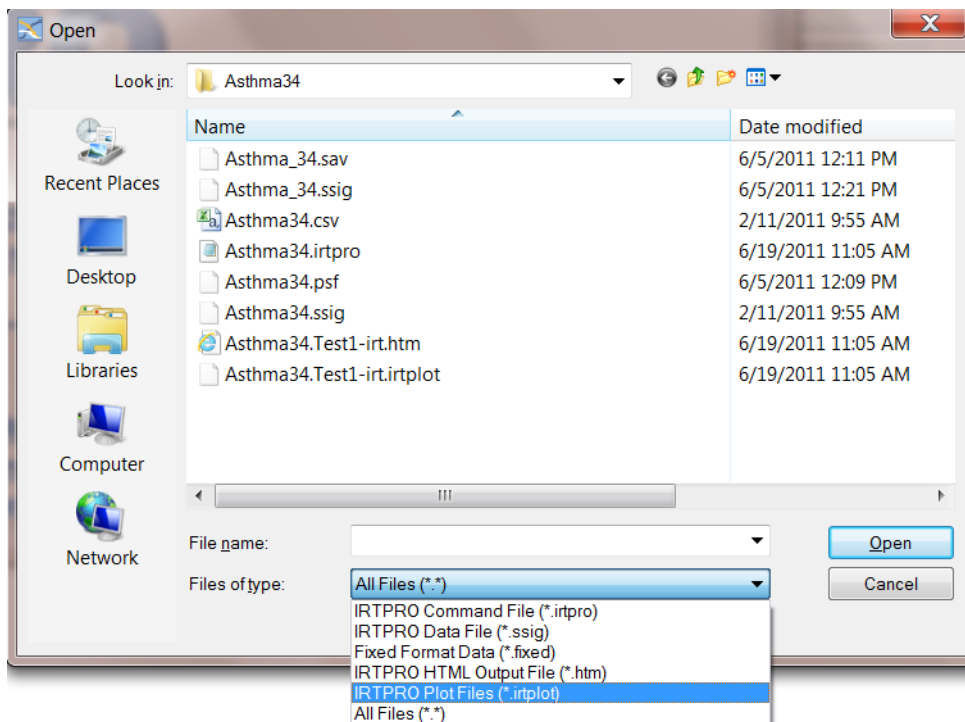 Open
Look in: Asthma34
Name Date modified
Asthma_34.sav 6/5/2011 12:11 PM
Asthma_34.ssig 6/5/2011 12:21 PM
Asthma34.csv 2/11/2011 9:55 AM
Asthma34.irtpro 6/19/2011 11:05 AM
Asthma34.psf 6/5/2011 12:09 PM
Asthma34.ssig 2/11/2011 9:55 AM
Asthma34.Test1-irt.htm 6/19/2011 11:05 AM
Asthma34.Test1-irt.irtplot 6/19/2011 11:05 AM
Recent Places
Desktop
Libraries
Computer
Network
File name:
Open
Files of type: All Files (*.*)
Cancel
IRTPRO Command File (*.irtpro)
IRTPRO Data File (*.ssig)
Fixed Format Data (*.fixed)
IRTPRO HTML Output File (*.htm)
IRTPRO Plot Files (*.irtplot)
All Files (*.*)